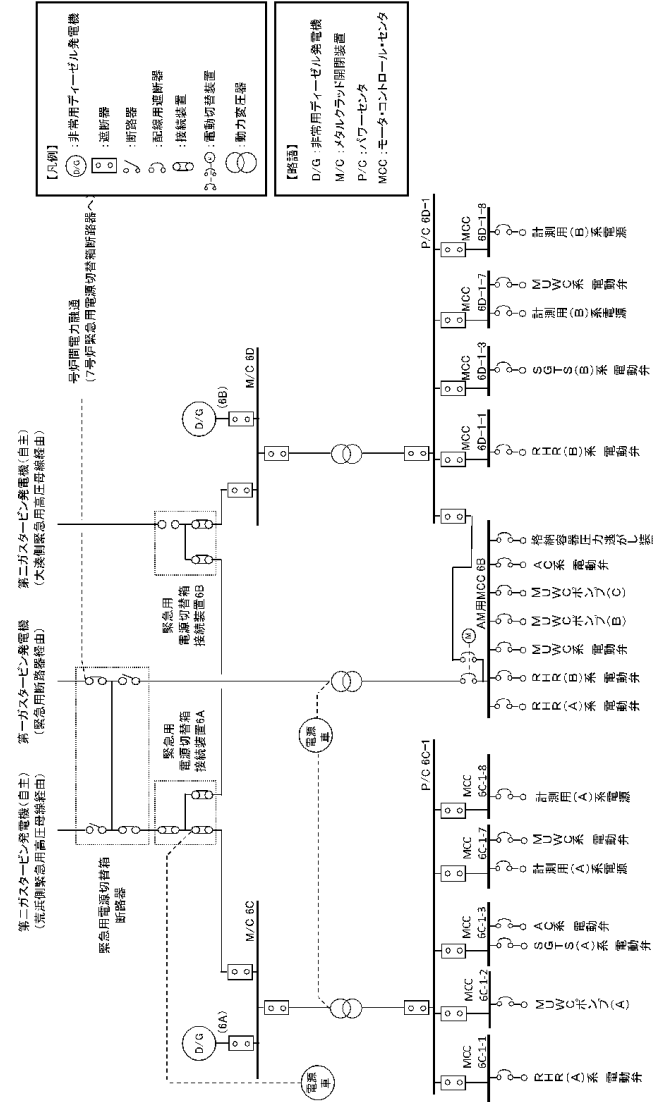 第二ガスタービン発電機(自主)
(荒浜側緊急用高圧母線経由)
第一ガスタービン発電機
(緊急用断路器経由)
第二ガスタービン発電機(自主)
(大湊側緊急用高圧母線経由)
号炉間電力融通
(7号炉緊急用電源切替箱断路器へ)
緊急用電源切替箱
断路器
緊急用
電源切替箱
接続装置6A
緊急用
電源切替箱
接続装置6B
M/C 6C
D/G
(6A)
電源
車
M/C 6D
D/G
(6B)
電源
車
P/C 6C-1
MCC
6C-1-1
RHR(A)系 電動弁
MCC
6C-1-2
MUWCポンプ(A)
MCC
6C-1-3
SGTS(A)系 電動弁
AC系 電動弁
MCC
6C-1-7
計測用(A)系電源
MUWC系 電動弁
MCC
6C-1-8
計測用(A)系電源
AM用MCC 6B
M
RHR(A)系 電動弁
RHR(B)系 電動弁
MUWC系 電動弁
MUWCポンプ(B)
MUWCポンプ(C)
AC系 電動弁
格納容器圧力逃がし装
P/C 6D-1
MCC
6D-1-1
RHR(B)系 電動弁
MCC
6D-1-3
SGTS(B)系 電動弁
MCC
6D-1-7
計測用(B)系電源
MUWC系 電動弁
MCC
6D-1-8
計測用(B)系電源
【凡例】
D/G :非常用ディーゼル発電機
:遮断器
:断路器
:配線用遮断器
:接続装置
:電動切替装置
:動力変圧器
【略語】
D/G :非常用ディーゼル発電機
M/C :メタルクラッド開閉装置
P/C :パワーセンタ
MCC :モータ・コントロール・センタ